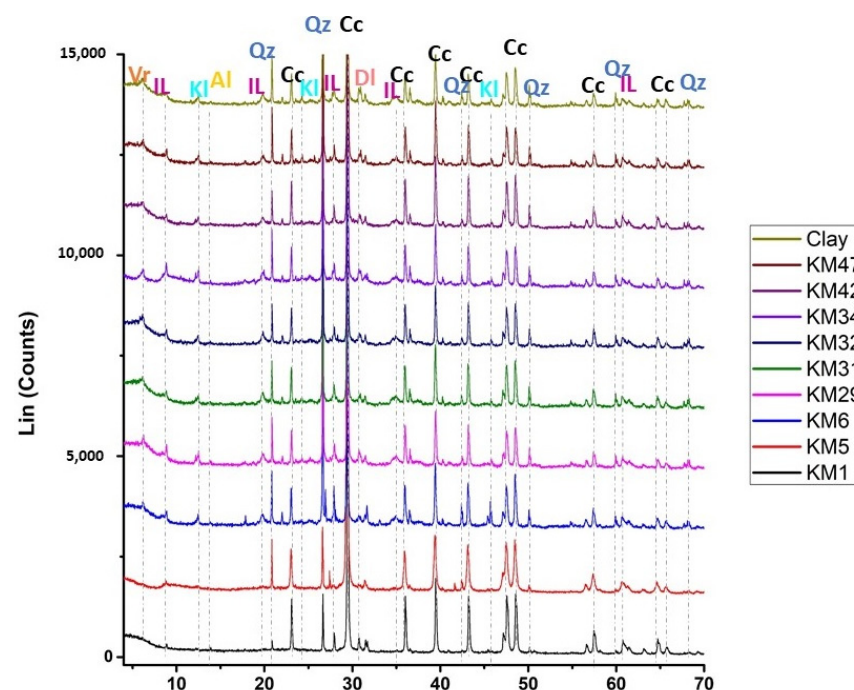 Qz Cc
15,000
Qz Cc Cc Qz
Vr IL Kl Al IL Cc Kl IL Dl IL Cc Qz Cc Kl Qz Cc IL Cc Qz
10,000
5,000
0
Lin (Counts)
10 20 30 40 50 60 70
Clay
KM47
KM42
KM34
KM32
KM31
KM29
KM6
KM5
KM1